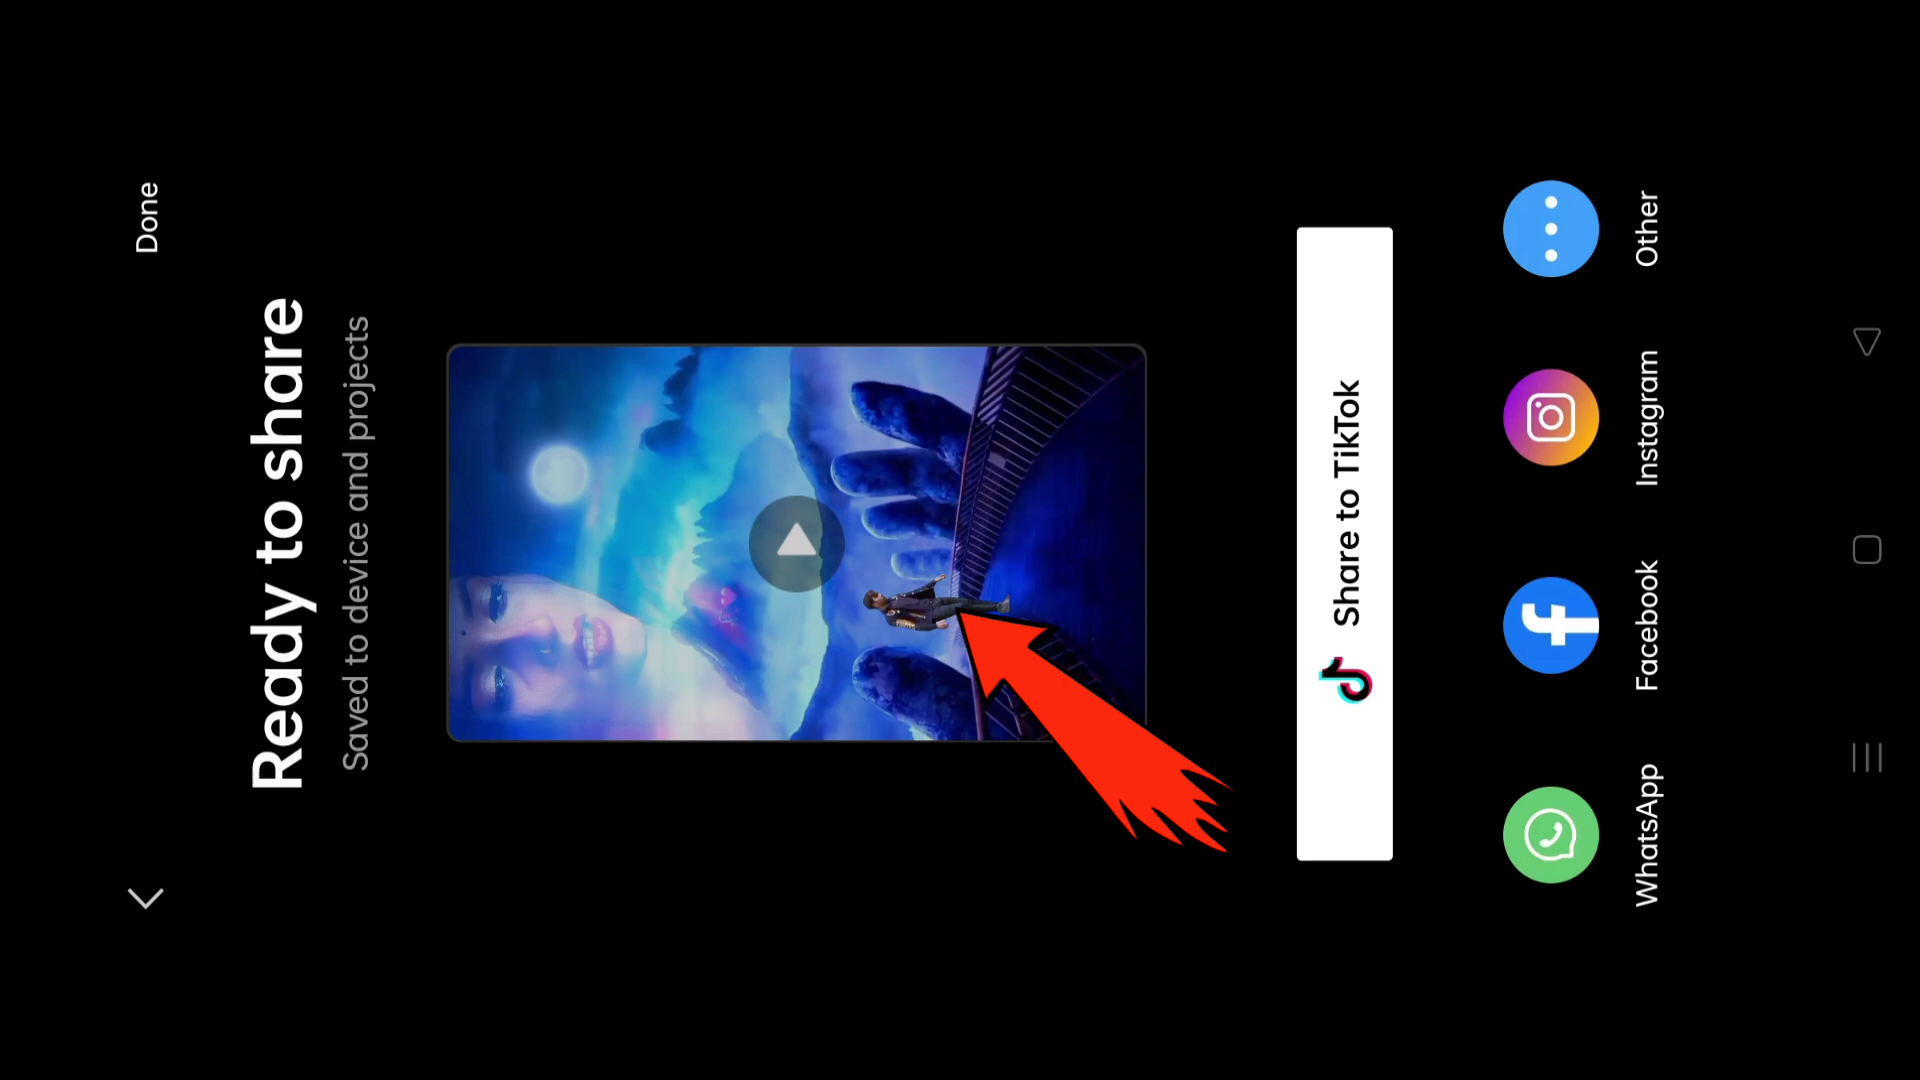 Done
Ready to share
Saved to device and projects
Share to TikTok
WhatsApp
Facebook
Instagram
Other